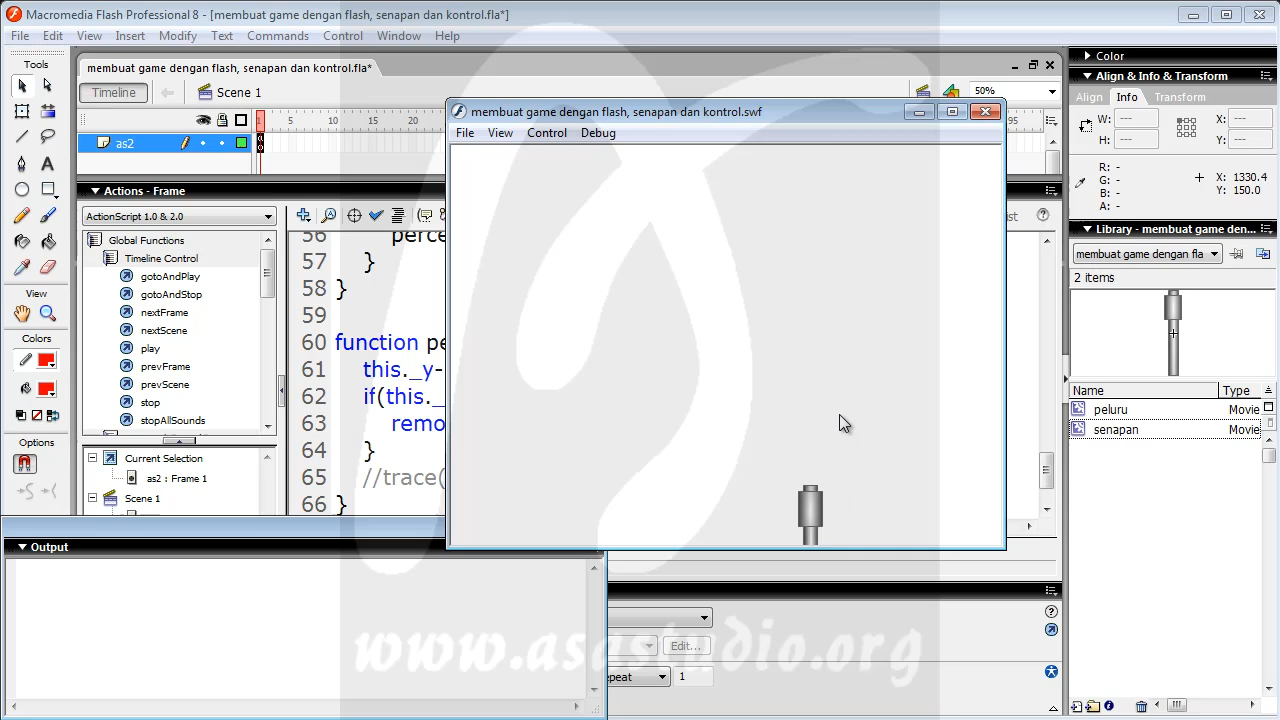 Macromedia Flash Professional 8 - [membuat game dengan flash, senapan dan kontrol.fla*]
File Edit View Insert Modify Text Commands Control Window Help
Tools
View
Colors
Options
membuat game dengan flash, senapan dan kontrol.fla*
Timeline
Scene 1
50%
1 5 10 15 20 95
as2
Actions - Frame
ActionScript 1.0 & 2.0
Global Functions
Timeline Control
gotoAndPlay
gotoAndStop
nextFrame
nextScene
play
prevFrame
prevScene
stop
stopAllSounds
Current Selection
as2 : Frame 1
Scene 1
56 perce
57 }
58 }
59
60 function pe
61 this._y-
62 if(this._
63 remo
64 }
65 //trace(
66 }
membuat game dengan flash, senapan dan kontrol.swf
File View Control Debug
Output
Edit...
1
Color
Align & Info & Transform
Align Info Transform
W: ---
H: ---
X: ---
Y: ---
R: -
G: -
B: -
A: -
X: 1330.4
Y: 150.0
Library - membuat game den...
membuat game dengan fla
2 items
Name Type
peluru Movie
senapan Movie
www.asastudio.org